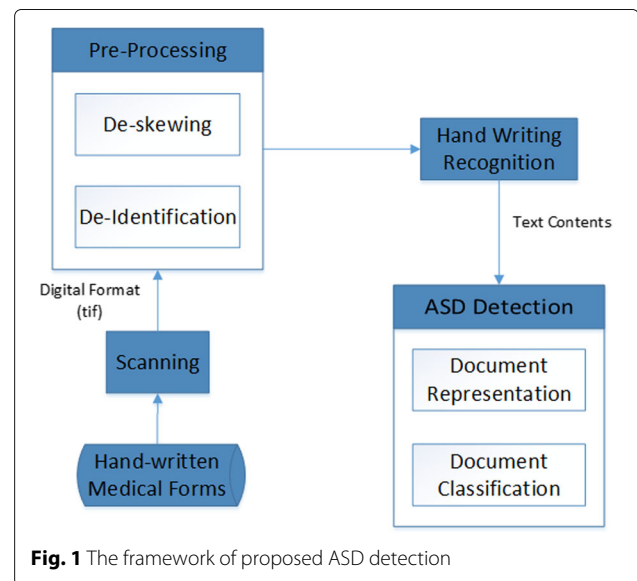 Pre-Processing
De-skewing
De-Identification
Hand Writing
Recognition
Text Contents
Digital Format
(tif)
Scanning
Hand-written
Medical Forms
ASD Detection
Document
Representation
Document
Classification
Fig. 1 The framework of proposed ASD detection